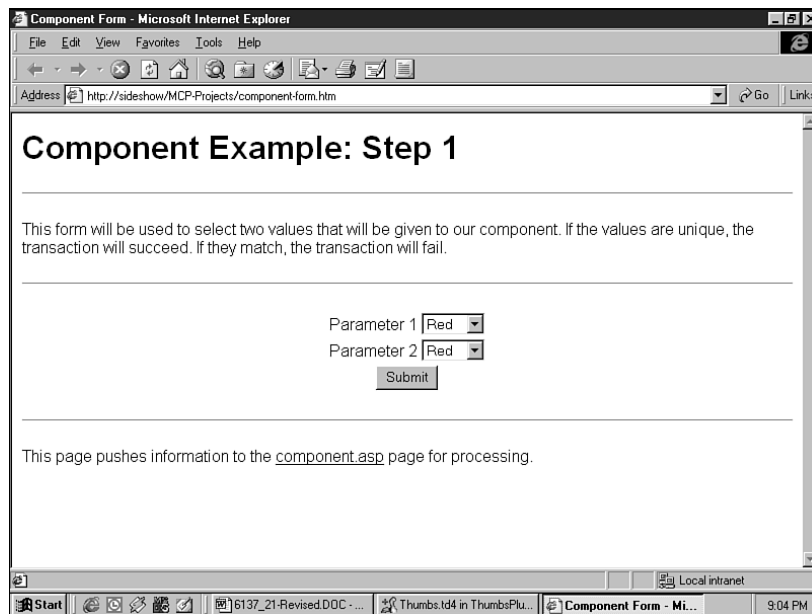 Component Form - Microsoft Internet Explorer
File Edit View Favorites Tools Help
Address http://sideshow/MCP-Projects/component-form.htm Go Links
Component Example: Step 1
This form will be used to select two values that will be given to our component. If the values are unique, the
transaction will succeed. If they match, the transaction will fail.
Parameter 1 Red
Parameter 2 Red
Submit
This page pushes information to the component.asp page for processing.
Local intranet
Start 6137_21-Revised.DOC - ... Thumbs.td4 in ThumbsPlu... Component Form - Mi... 9:04 PM